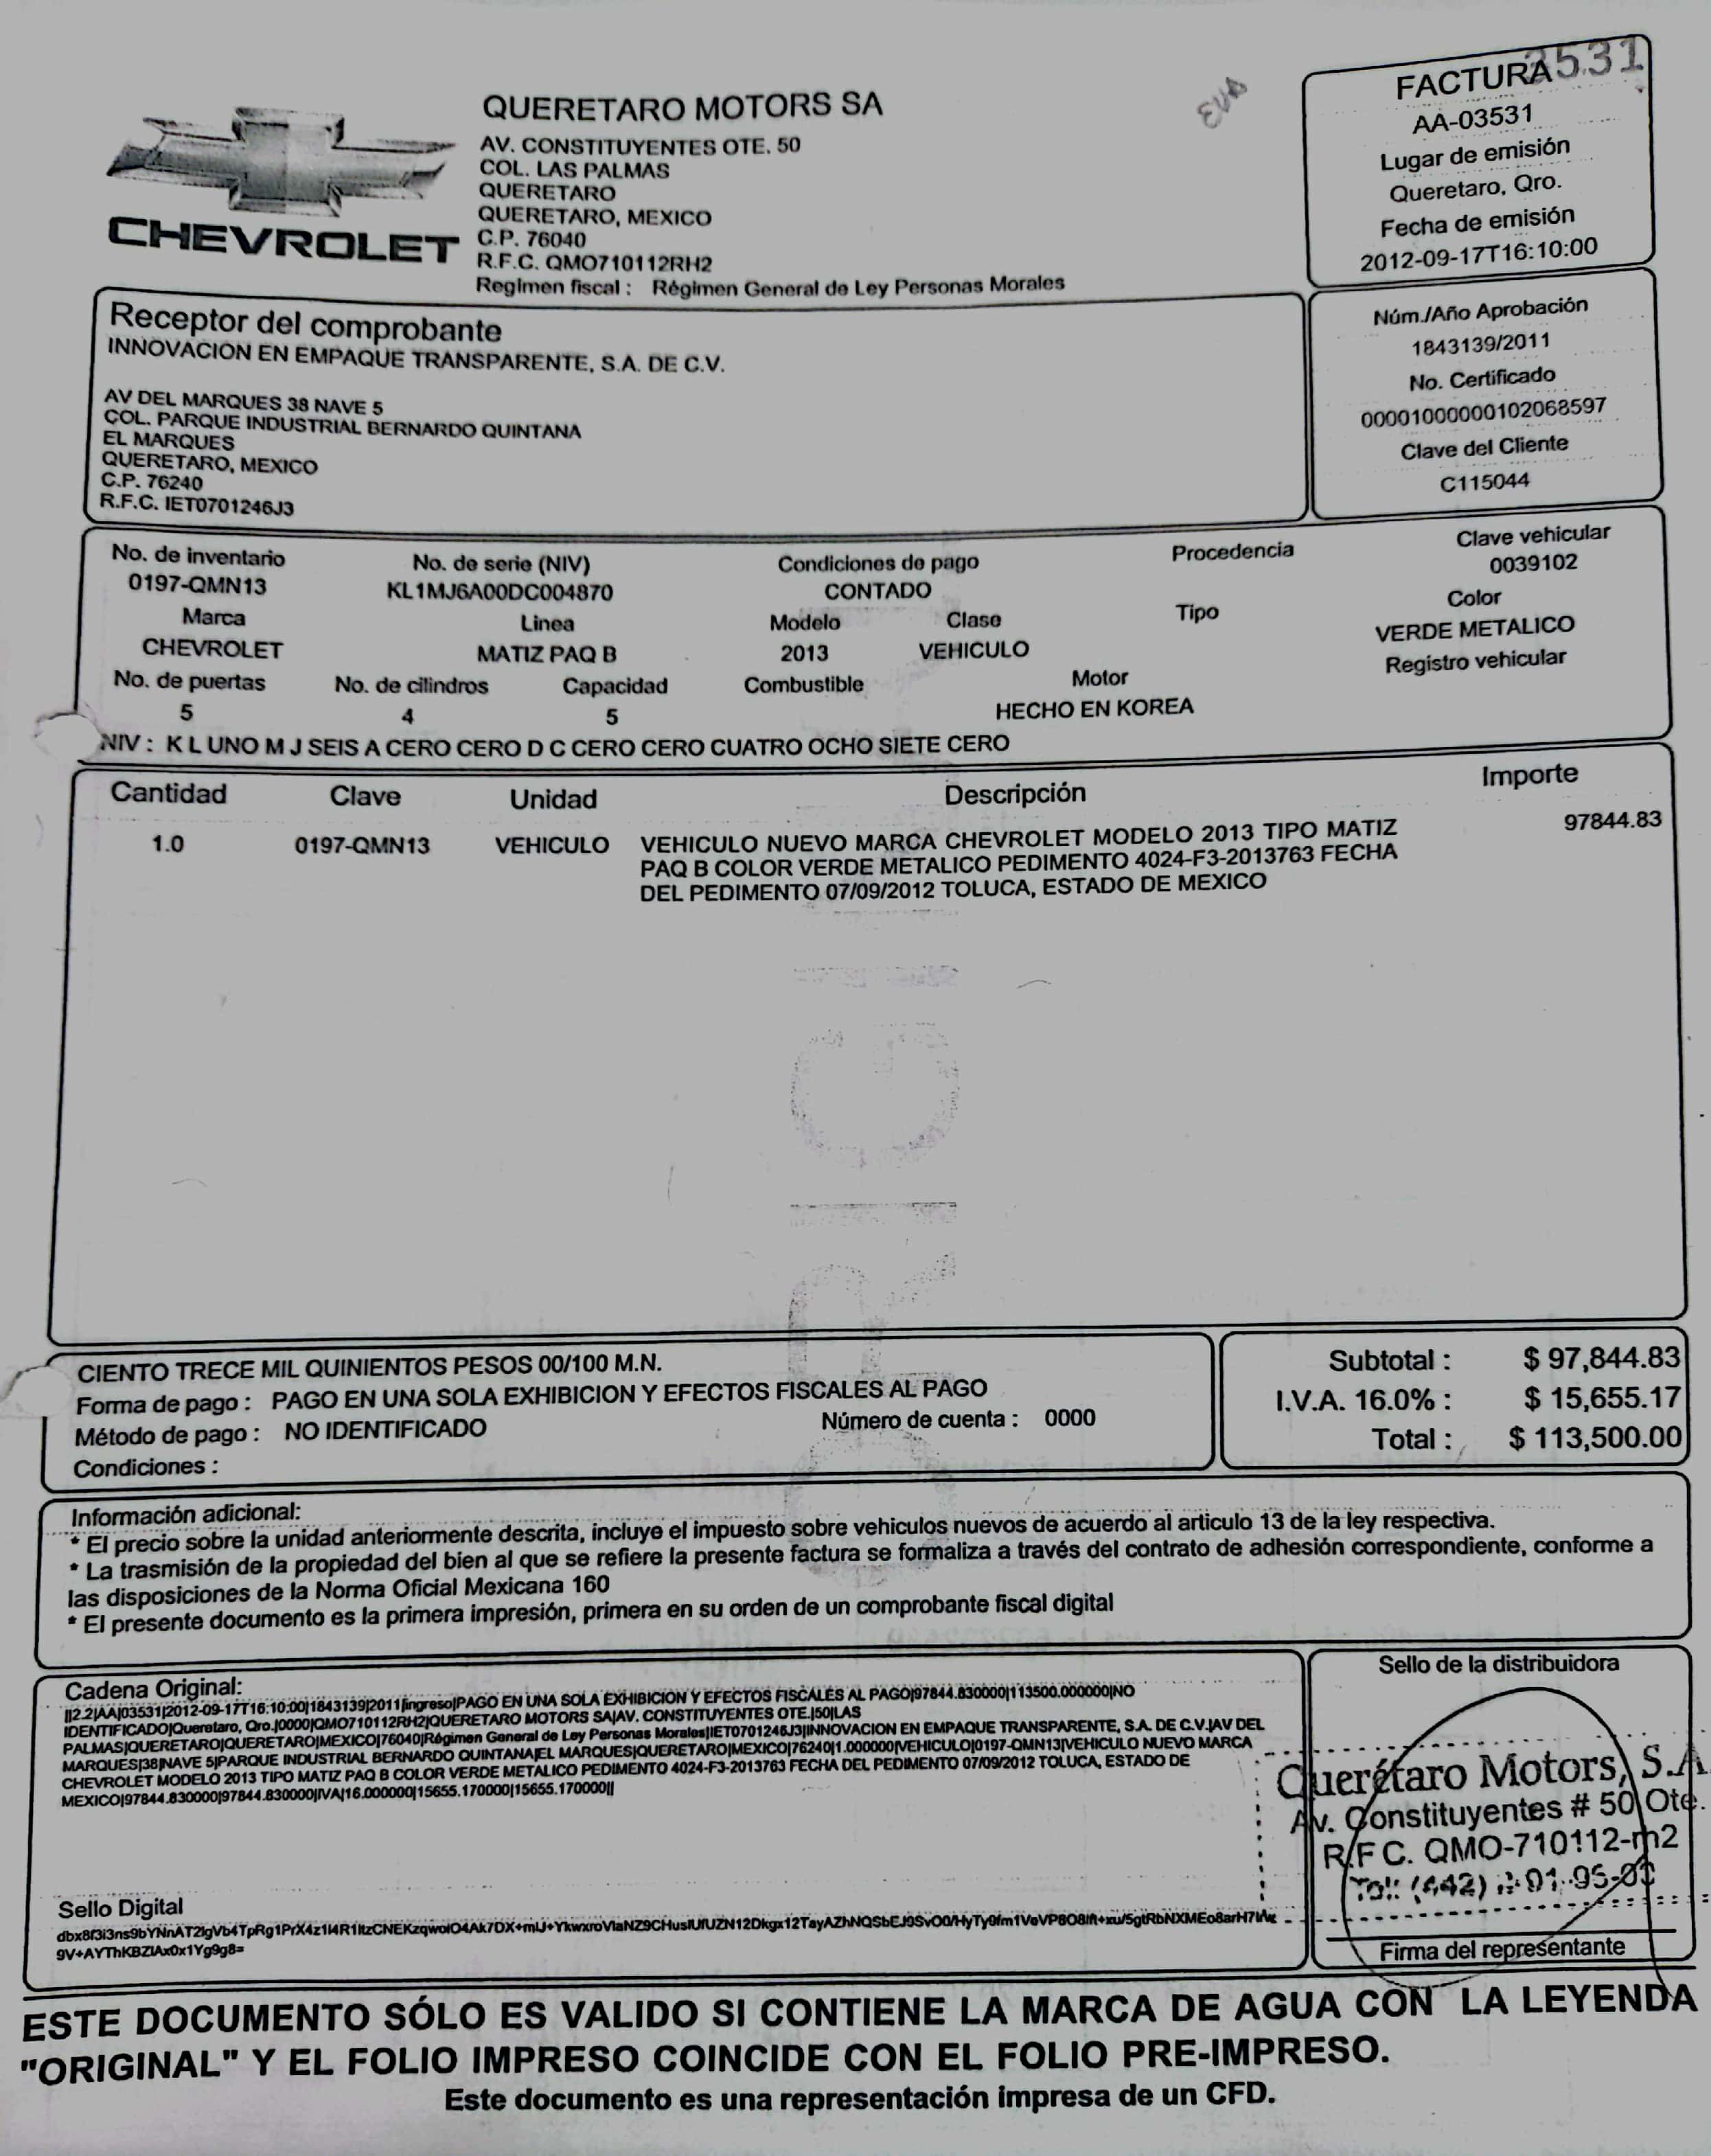 3531
FACTURA
AA-03531
Lugar de emisión
Queretaro, Qro.
Fecha de emisión
2012-09-17T16:10:00
CHEVROLET
QUERETARO MOTORS SA
AV. CONSTITUYENTES OTE. 50
COL. LAS PALMAS
QUERETARO
QUERETARO, MEXICO
C.P. 76040
R.F.C. QMO710112RH2
Regimen fiscal : Régimen General de Ley Personas Morales
Receptor del comprobante
INNOVACION EN EMPAQUE TRANSPARENTE, S.A. DE C.V.
AV DEL MARQUES 38 NAVE 5
COL. PARQUE INDUSTRIAL BERNARDO QUINTANA
EL MARQUES
QUERETARO, MEXICO
C.P. 76240
R.F.C. IET0701246J3
Núm./Año Aprobación
1843139/2011
No. Certificado
00001000000102068597
Clave del Cliente
C115044
No. de inventario No. de serie (NIV) Condiciones de pago Procedencia Clave vehicular
0197-QMN13 KL1MJ6A00DC004870 CONTADO 0039102
Marca Linea Modelo Clase Tipo Color
CHEVROLET MATIZ PAQ B 2013 VEHICULO VERDE METALICO
No. de puertas No. de cilindros Capacidad Combustible Motor Registro vehicular
5 4 5 HECHO EN KOREA
NIV : K L UNO M J SEIS A CERO CERO D C CERO CERO CUATRO OCHO SIETE CERO
Cantidad Clave Unidad Descripción Importe
1.0 0197-QMN13 VEHICULO VEHICULO NUEVO MARCA CHEVROLET MODELO 2013 TIPO MATIZ 97844.83
PAQ B COLOR VERDE METALICO PEDIMENTO 4024-F3-2013763 FECHA
DEL PEDIMENTO 07/09/2012 TOLUCA, ESTADO DE MEXICO
CIENTO TRECE MIL QUINIENTOS PESOS 00/100 M.N.
Forma de pago : PAGO EN UNA SOLA EXHIBICION Y EFECTOS FISCALES AL PAGO
Método de pago : NO IDENTIFICADO Número de cuenta : 0000
Condiciones :
Subtotal : $ 97,844.83
I.V.A. 16.0% : $ 15,655.17
Total : $ 113,500.00
Información adicional:
* El precio sobre la unidad anteriormente descrita, incluye el impuesto sobre vehiculos nuevos de acuerdo al articulo 13 de la ley respectiva.
* La trasmisión de la propiedad del bien al que se refiere la presente factura se formaliza a través del contrato de adhesión correspondiente, conforme a
las disposiciones de la Norma Oficial Mexicana 160
* El presente documento es la primera impresión, primera en su orden de un comprobante fiscal digital
Cadena Original:
||2.2|AA|03531|2012-09-17T16:10:00|1843139|2011|ingreso|PAGO EN UNA SOLA EXHIBICION Y EFECTOS FISCALES AL PAGO|97844.830000|113500.000000|NO
IDENTIFICADO|Queretaro, Qro.|0000|QMO710112RH2|QUERETARO MOTORS SA|AV. CONSTITUYENTES OTE.|50|LAS
PALMAS|QUERETARO|QUERETARO|MEXICO|76040|Régimen General de Ley Personas Morales|IET0701246J3|INNOVACION EN EMPAQUE TRANSPARENTE, S.A. DE C.V.|AV DEL
MARQUES|38|NAVE 5|PARQUE INDUSTRIAL BERNARDO QUINTANA|EL MARQUES|QUERETARO|MEXICO|76240|1.000000|VEHICULO|0197-QMN13|VEHICULO NUEVO MARCA
CHEVROLET MODELO 2013 TIPO MATIZ PAQ B COLOR VERDE METALICO PEDIMENTO 4024-F3-2013763 FECHA DEL PEDIMENTO 07/09/2012 TOLUCA, ESTADO DE
MEXICO|97844.830000|97844.830000|IVA|16.000000|15655.170000|15655.170000||
Sello Digital
9V+AYThKBZIAx0x1Yg9g8=
Sello de la distribuidora
Querétaro Motors, S.A
Av. Constituyentes # 50 Ote.
R.F.C. QMO-710112-m2
Firma del representante
ESTE DOCUMENTO SÓLO ES VALIDO SI CONTIENE LA MARCA DE AGUA CON LA LEYENDA
"ORIGINAL" Y EL FOLIO IMPRESO COINCIDE CON EL FOLIO PRE-IMPRESO.
Este documento es una representación impresa de un CFD.